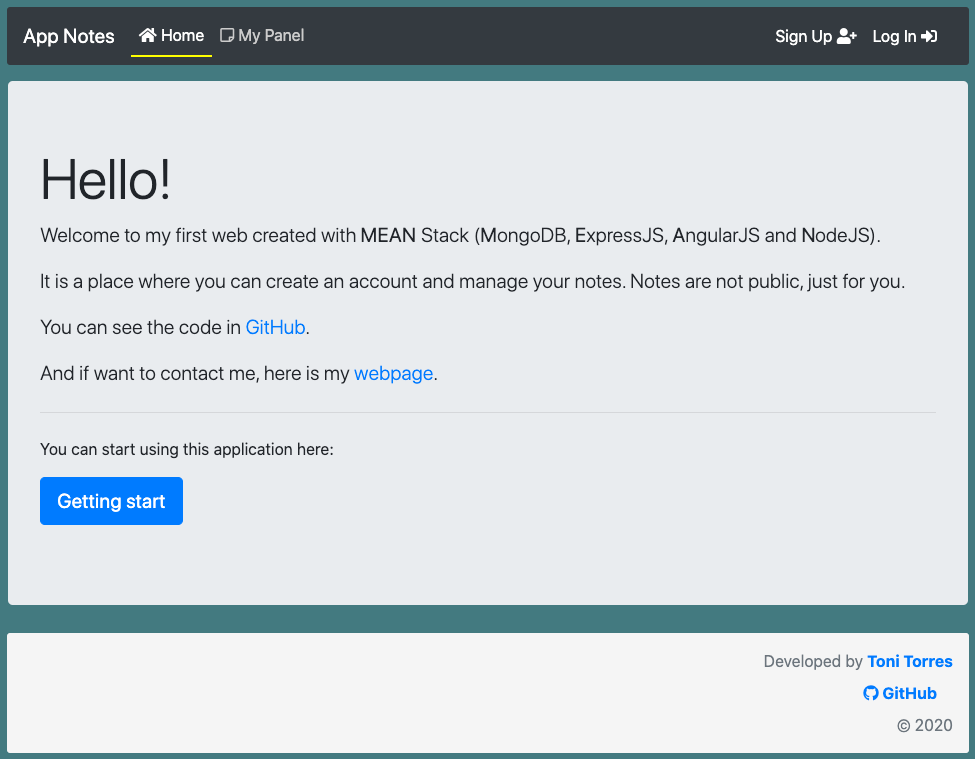 App Notes Home My Panel Sign Up Log In
Hello!
Welcome to my first web created with MEAN Stack (MongoDB, ExpressJS, AngularJS and NodeJS).
It is a place where you can create an account and manage your notes. Notes are not public, just for you.
You can see the code in GitHub.
And if want to contact me, here is my webpage.
You can start using this application here:
Getting start
Developed by Toni Torres
GitHub
© 2020